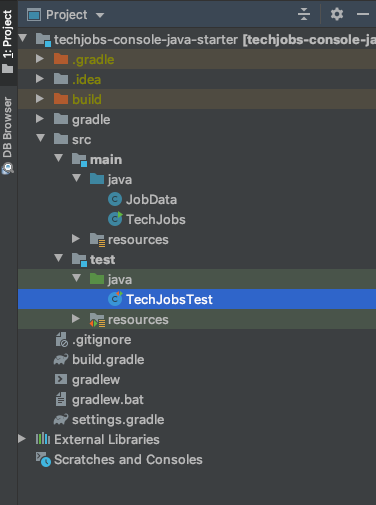 1: Project
DB Browser
Project
techjobs-console-java-starter [techjobs-console-ja
.gradle
.idea
build
gradle
src
main
java
JobData
TechJobs
resources
test
java
TechJobsTest
resources
.gitignore
build.gradle
gradlew
gradlew.bat
settings.gradle
External Libraries
Scratches and Consoles